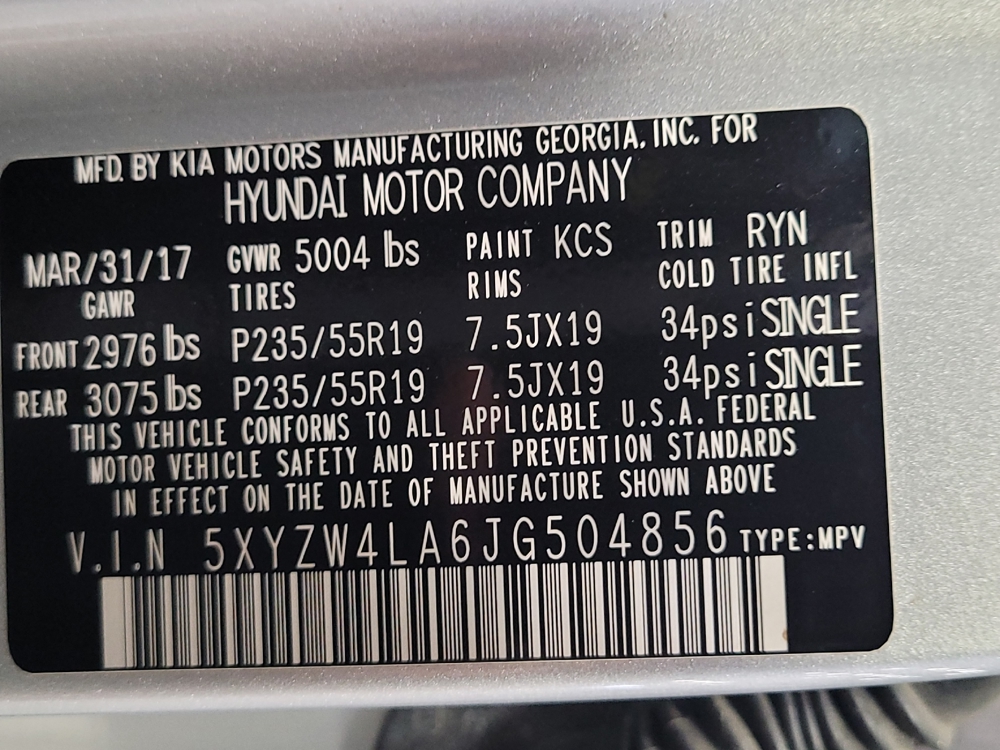 MFD. BY KIA MOTORS MANUFACTURING GEORGIA, INC. FOR
HYUNDAI MOTOR COMPANY
MAR/31/17 GVWR 5004 lbs PAINT KCS TRIM RYN
GAWR TIRES RIMS COLD TIRE INFL
FRONT 2976 lbs P235/55R19 7.5JX19 34psi SINGLE
REAR 3075 lbs P235/55R19 7.5JX19 34psi SINGLE
THIS VEHICLE CONFORMS TO ALL APPLICABLE U.S.A. FEDERAL
MOTOR VEHICLE SAFETY AND THEFT PREVENTION STANDARDS
IN EFFECT ON THE DATE OF MANUFACTURE SHOWN ABOVE
V.I.N 5XYZW4LA6JG504856 TYPE:MPV